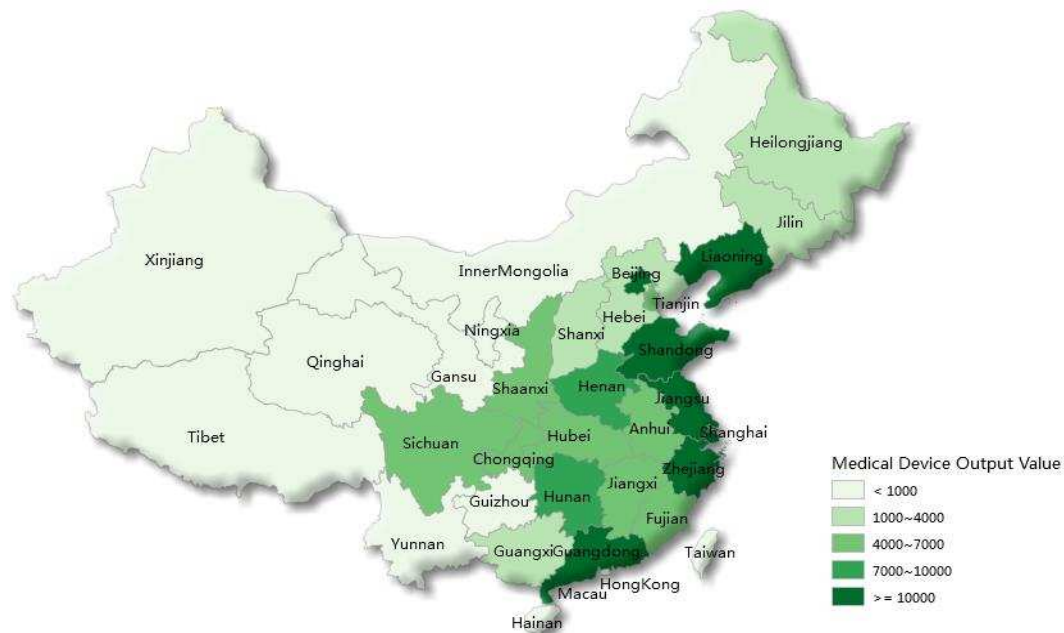 Heilongjiang
Jilin
Xinjiang
InnerMongolia
Beijing
Liaoning
Tianjin
Hebei
Ningxia
Shanxi
Shandong
Qinghai
Gansu
Shaanxi
Henan
Jiangsu
Tibet
Sichuan
Hubei
Anhui
Shanghai
Chongqing
Zhejiang
Jiangxi
Guizhou
Hunan
Fujian
Yunnan
Guangxi
Guangdong
Taiwan
HongKong
Macau
Hainan
Medical Device Output Value
< 1000
1000~4000
4000~7000
7000~10000
>= 10000